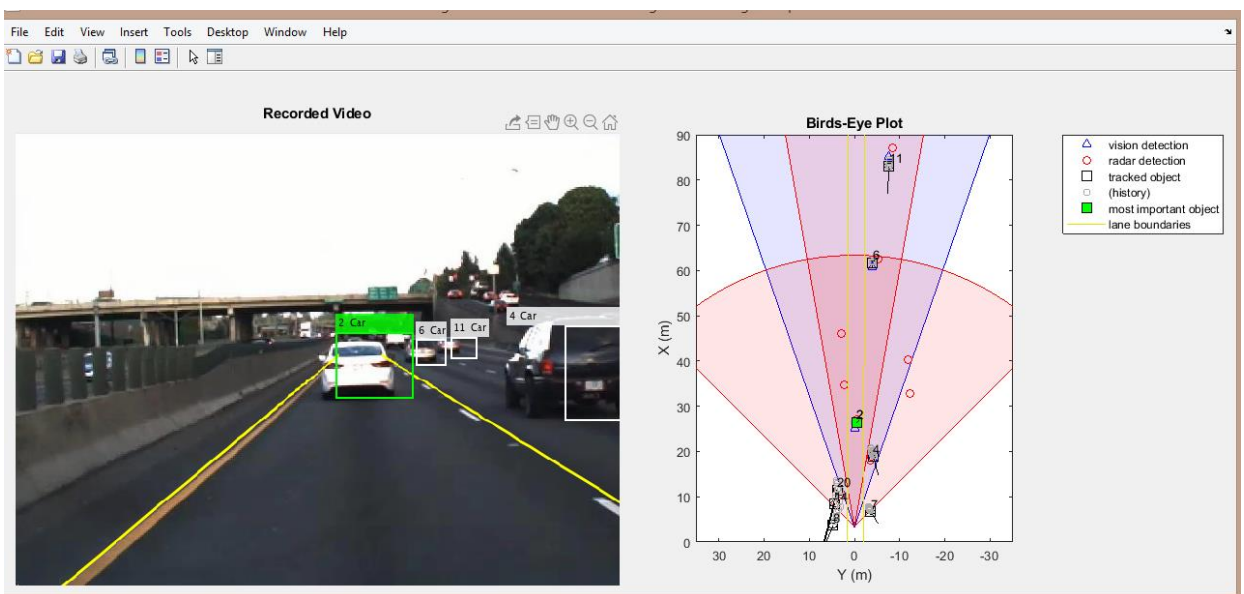 File Edit View Insert Tools Desktop Window Help
Recorded Video
2 Car
6 Car
11 Car
4 Car
Birds-Eye Plot
X (m)
90
80
70
60
50
40
30
20
10
0
11
6
2
4
20
7
30 20 10 0 -10 -20 -30
Y (m)
vision detection
radar detection
tracked object
(history)
most important object
lane boundaries